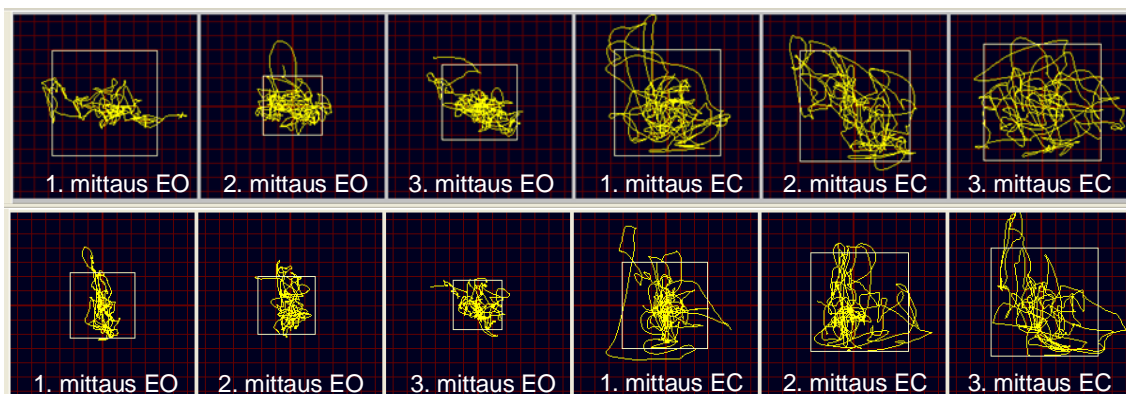 1. mittaus EO
2. mittaus EO
3. mittaus EO
1. mittaus EC
2. mittaus EC
3. mittaus EC
1. mittaus EO
2. mittaus EO
3. mittaus EO
1. mittaus EC
2. mittaus EC
3. mittaus EC